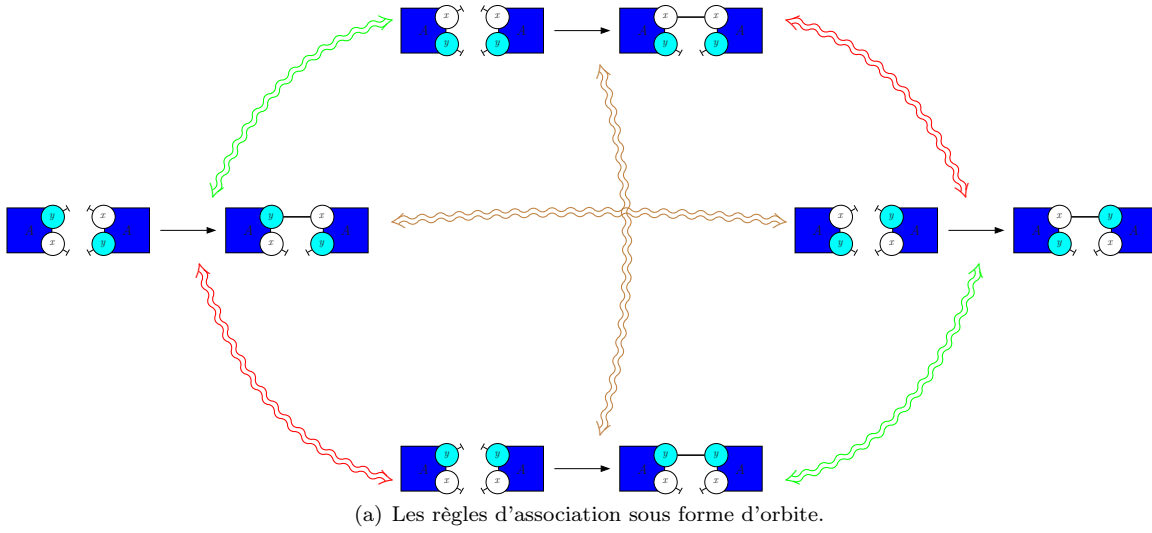 x x x x
A A A A
y y y y
y x y x x y x y
A A A A A A A A
x y x y y x y x
y y y y
A A A A
x x x x
(a) Les règles d'association sous forme d'orbite.